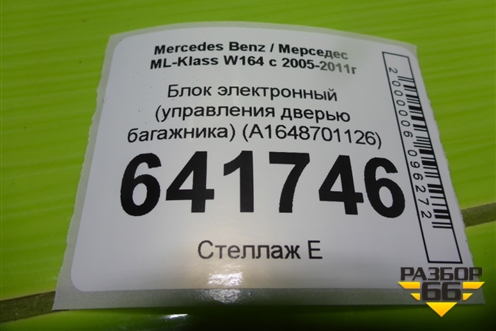 Mercedes Benz / Мерседес
ML-Klass W164 с 2005-2011г
Блок электронный
(управления дверью
багажника) (A1648701126)
641746
Стеллаж Е
2000006096272
РАЗБОР
66